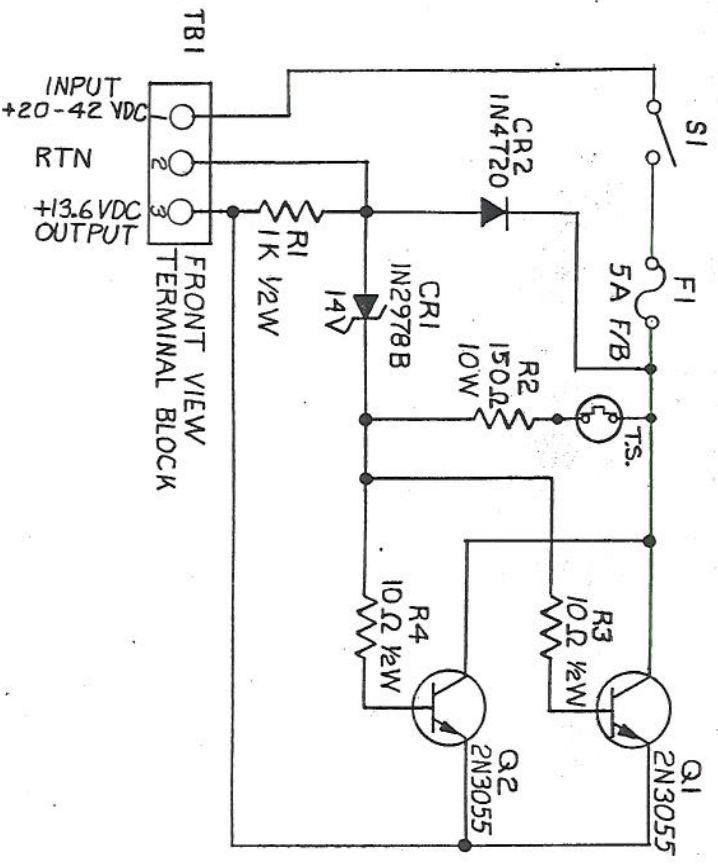 TB1
INPUT
+20-42 VDC
1
RTN
2
+13.6VDC
OUTPUT
3
FRONT VIEW
TERMINAL BLOCK
R1
1K ½W
CR2
1N4720
S1
F1
5A F/B
CR1
1N2978B
14V
R2
150Ω
10W
T.S.
R3
10Ω ½W
R4
10Ω ½W
Q1
2N3055
Q2
2N3055